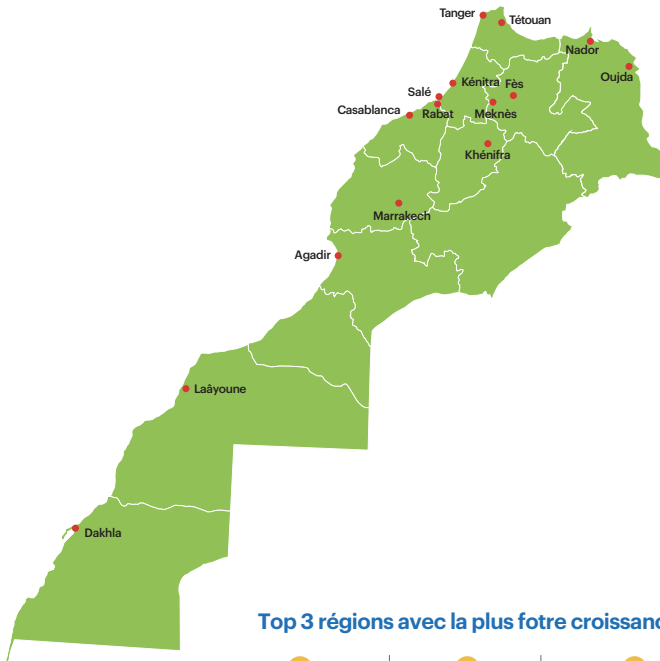 Tanger
Tétouan
Nador
Oujda
Kénitra
Fès
Salé
Casablanca
Rabat
Meknès
Khénifra
Marrakech
Agadir
Laâyoune
Dakhla
Top 3 régions avec la plus fotre croissanc